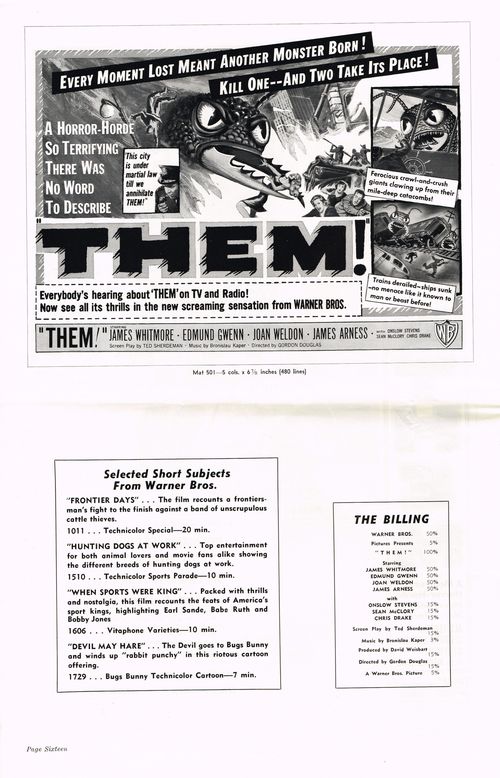 EVERY MOMENT LOST MEANT ANOTHER MONSTER BORN!
KILL ONE--AND TWO TAKE ITS PLACE!
A HORROR-HORDE
SO TERRIFYING
THERE WAS
NO WORD
TO DESCRIBE
This city
is under
martial law
till we
annihilate
THEM!"
Ferocious crawl-and-crush
giants clawing up from their
mile-deep catacombs!
Trains derailed—ships sunk
—no menace like it known to
man or beast before!
"THEM!"
Everybody's hearing about 'THEM' on TV and Radio!
Now see all its thrills in the new screaming sensation from WARNER BROS.
"THEM!" JAMES WHITMORE · EDMUND GWENN · JOAN WELDON · JAMES ARNESS · with ONSLOW STEVENS
SEAN McCLORY CHRIS DRAKE
Screen Play by TED SHERDEMAN · Music by Bronislau Kaper · Directed by GORDON DOUGLAS
WB
Mat 501—5 cols. x 6⅞ inches (480 lines)
Selected Short Subjects
From Warner Bros.
"FRONTIER DAYS" . . . The film recounts a frontiers-
man's fight to the finish against a band of unscrupulous
cattle thieves.
1011 . . . Technicolor Special—20 min.
"HUNTING DOGS AT WORK" . . . Top entertainment
for both animal lovers and movie fans alike showing
the different breeds of hunting dogs at work.
1510 . . . Technicolor Sports Parade—10 min.
"WHEN SPORTS WERE KING" . . . Packed with thrills
and nostalgia, this film recounts the feats of America's
sport kings, highlighting Earl Sande, Babe Ruth and
Bobby Jones
1606 . . . Vitaphone Varieties—10 min.
"DEVIL MAY HARE" . . . The Devil goes to Bugs Bunny
and winds up "rabbit punchy" in this riotous cartoon
offering.
1729 . . . Bugs Bunny Technicolor Cartoon—7 min.
THE BILLING
WARNER BROS. 50%
Pictures Presents 5%
"THEM!" 100%
Starring
JAMES WHITMORE 50%
EDMUND GWENN 50%
JOAN WELDON 50%
JAMES ARNESS 50%
with
ONSLOW STEVENS 15%
SEAN McCLORY 15%
CHRIS DRAKE 15%
Screen Play by Ted Sherdeman
15%
Music by Bronislau Kaper 3%
Produced by David Weisbart
15%
Directed by Gordon Douglas
15%
A Warner Bros. Picture 5%
Page Sixteen